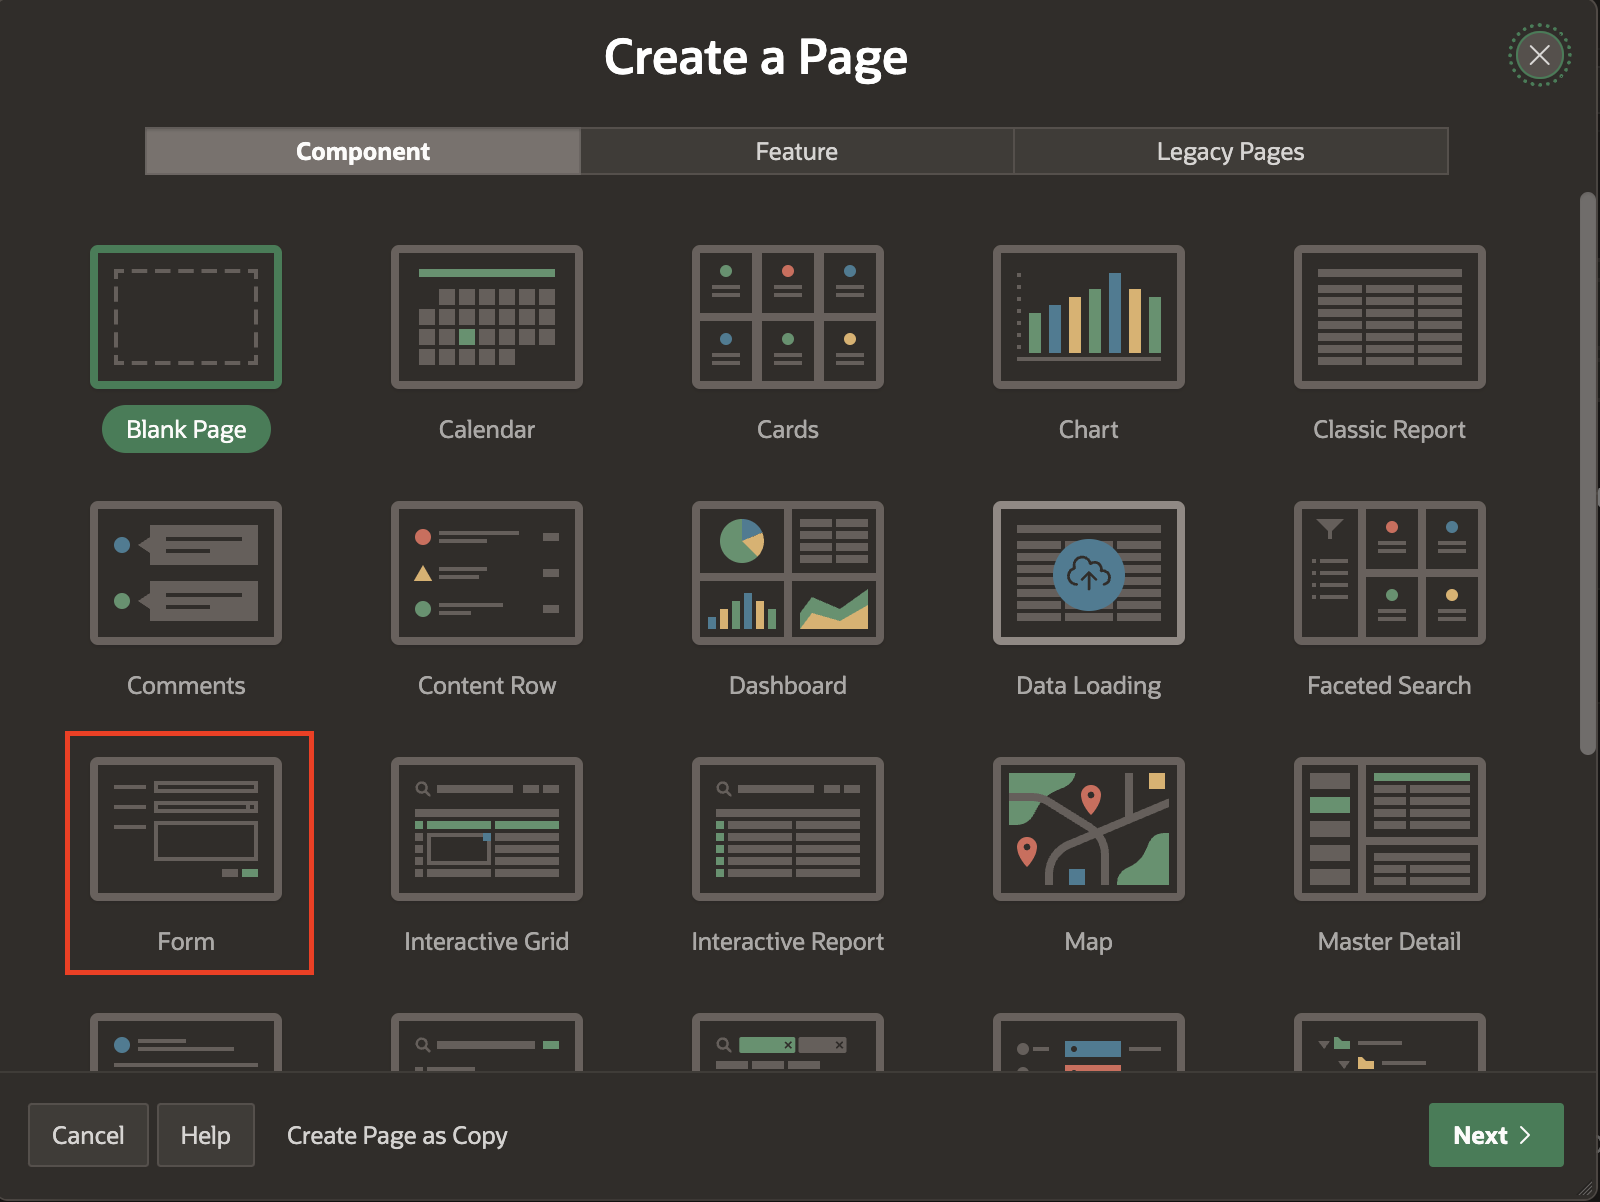 Create a Page
Component
Feature
Legacy Pages
Blank Page
Calendar
Cards
Chart
Classic Report
Comments
Content Row
Dashboard
Data Loading
Faceted Search
Form
Interactive Grid
Interactive Report
Map
Master Detail
Cancel
Help
Create Page as Copy
Next